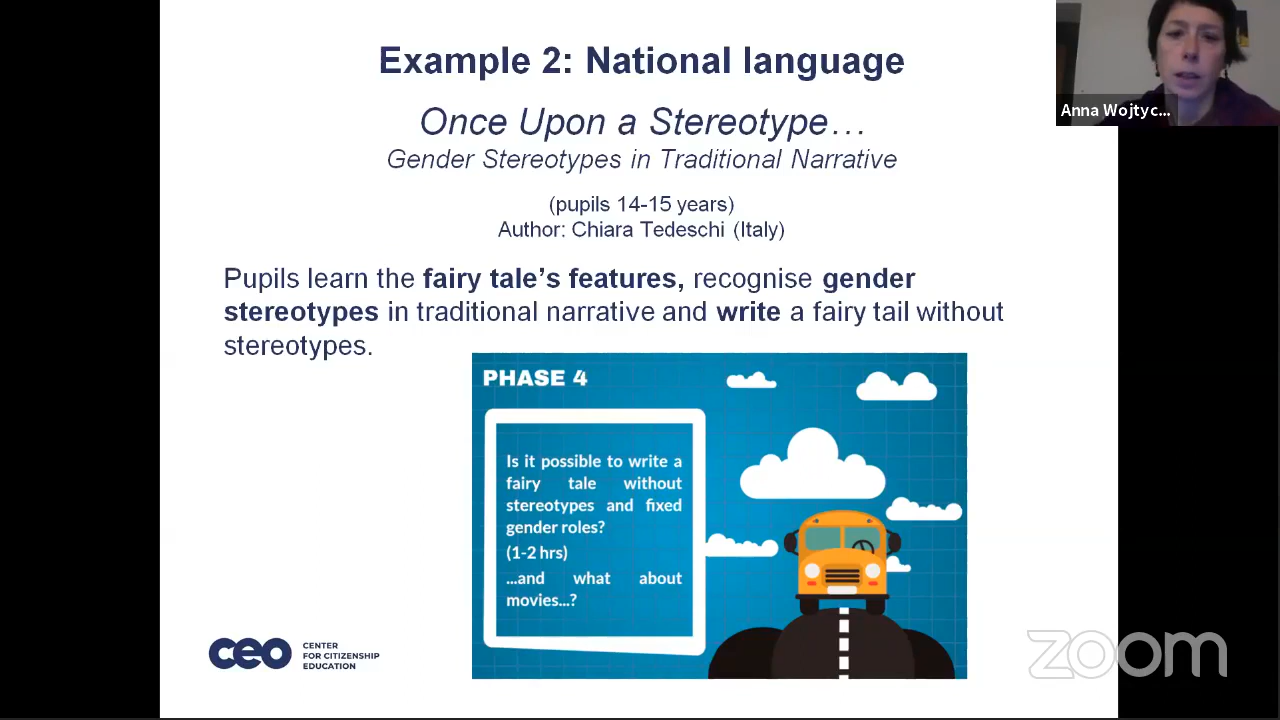 Example 2: National language
Once Upon a Stereotype…
Gender Stereotypes in Traditional Narrative
(pupils 14-15 years)
Author: Chiara Tedeschi (Italy)
Pupils learn the fairy tale’s features, recognise gender
stereotypes in traditional narrative and write a fairy tail without
stereotypes.
PHASE 4
Is it possible to write a
fairy tale without
stereotypes and fixed
gender roles?
(1-2 hrs)
...and what about
movies...?
ceo
CENTER
FOR CITIZENSHIP
EDUCATION
Anna Wojtyc...
zoom